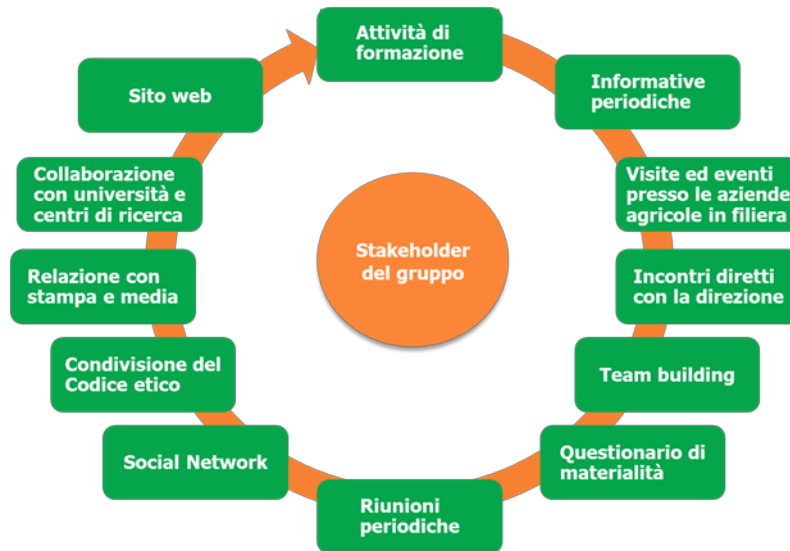 Attività di
formazione
Informative
periodiche
Visite ed eventi
presso le aziende
agricole in filiera
Incontri diretti
con la direzione
Team building
Questionario di
materialità
Riunioni
periodiche
Social Network
Condivisione del
Codice etico
Relazione con
stampa e media
Collaborazione
con università e
centri di ricerca
Sito web
Stakeholder
del gruppo